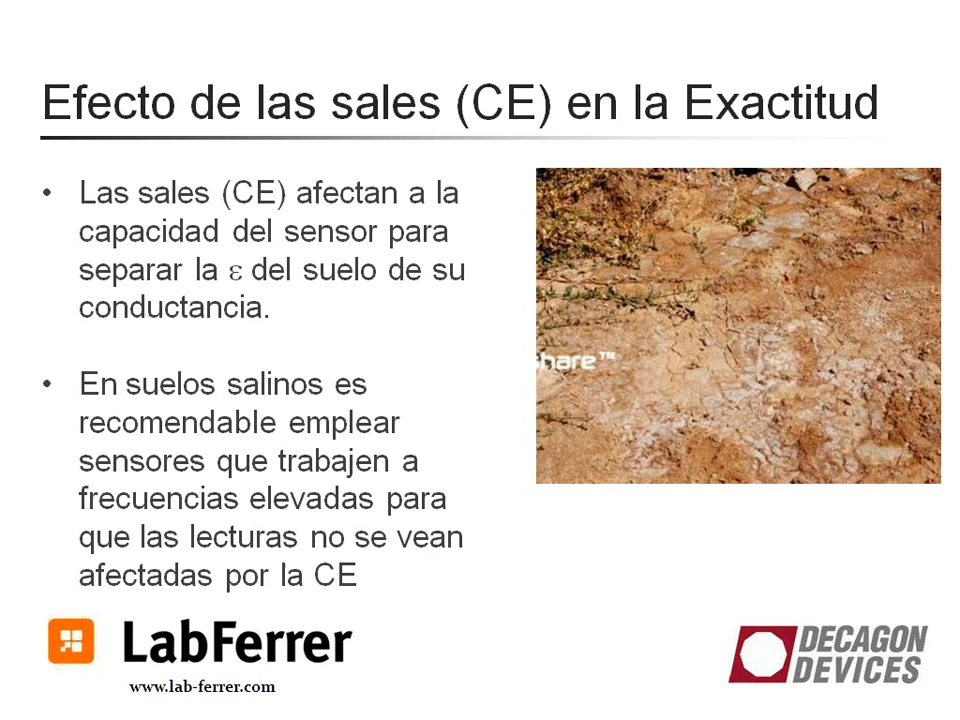 Efecto de las sales (CE) en la Exactitud
• Las sales (CE) afectan a la
capacidad del sensor para
separar la ε del suelo de su
conductancia.
• En suelos salinos es
recomendable emplear
sensores que trabajen a
frecuencias elevadas para
que las lecturas no se vean
afectadas por la CE
share™
LabFerrer
www.lab-ferrer.com
DECAGON
DEVICES